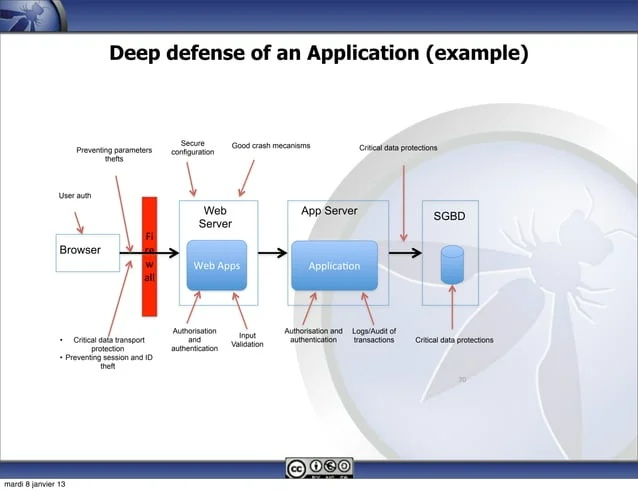 Deep defense of an Application (example)
Preventing parameters
thefts
Secure
configuration
Good crash mecanisms
Critical data protections
User auth
Browser
Fi
re
w
all
Web
Server
Web Apps
App Server
Application
SGBD
• Critical data transport
protection
• Preventing session and ID
theft
Authorisation
and
authentication
Input
Validation
Authorisation and
authentication
Logs/Audit of
transactions
Critical data protections
20
cc
mardi 8 janvier 13